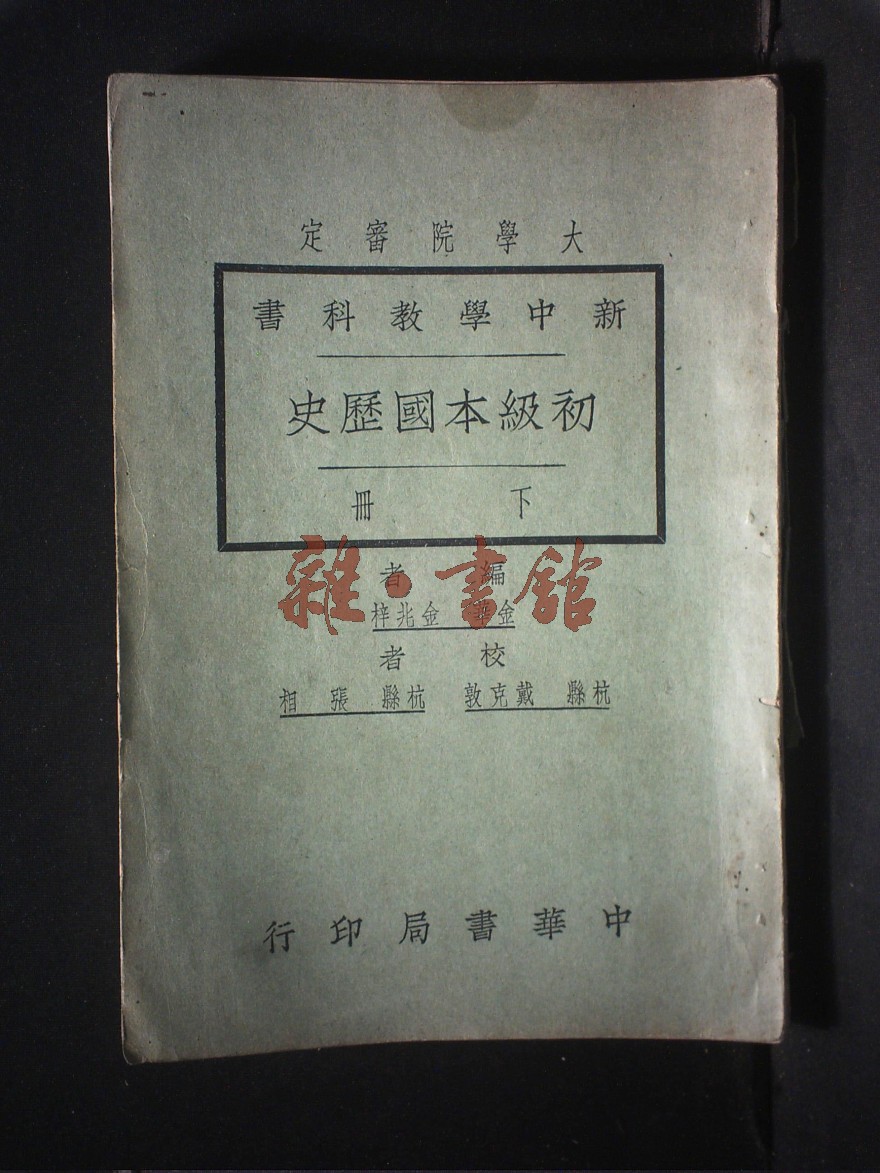 大學院審定
新中學教科書
初級本國歷史
下冊
編者
金華 金兆梓
校者
杭縣 戴克敦 杭縣 張相
中華書局印行
雜·書館